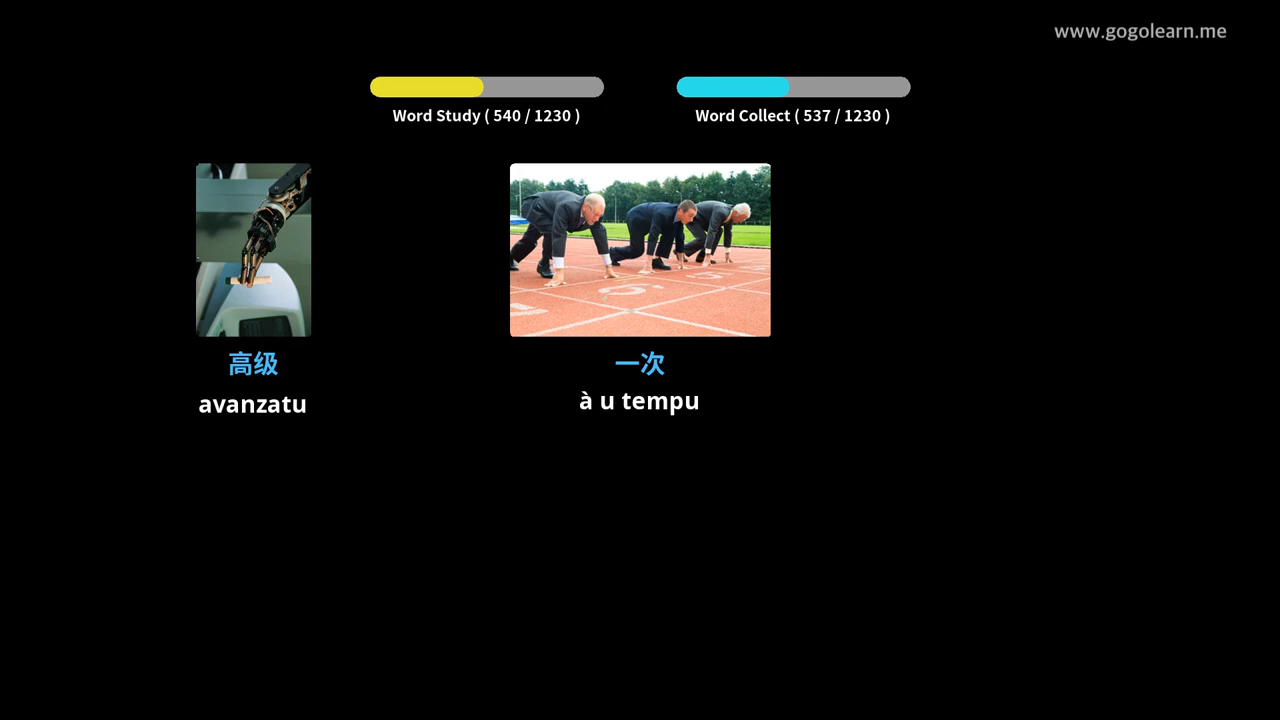 www.gogolearn.me
Word Study ( 540 / 1230 )
Word Collect ( 537 / 1230 )
高级
avanzatu
一次
à u tempu